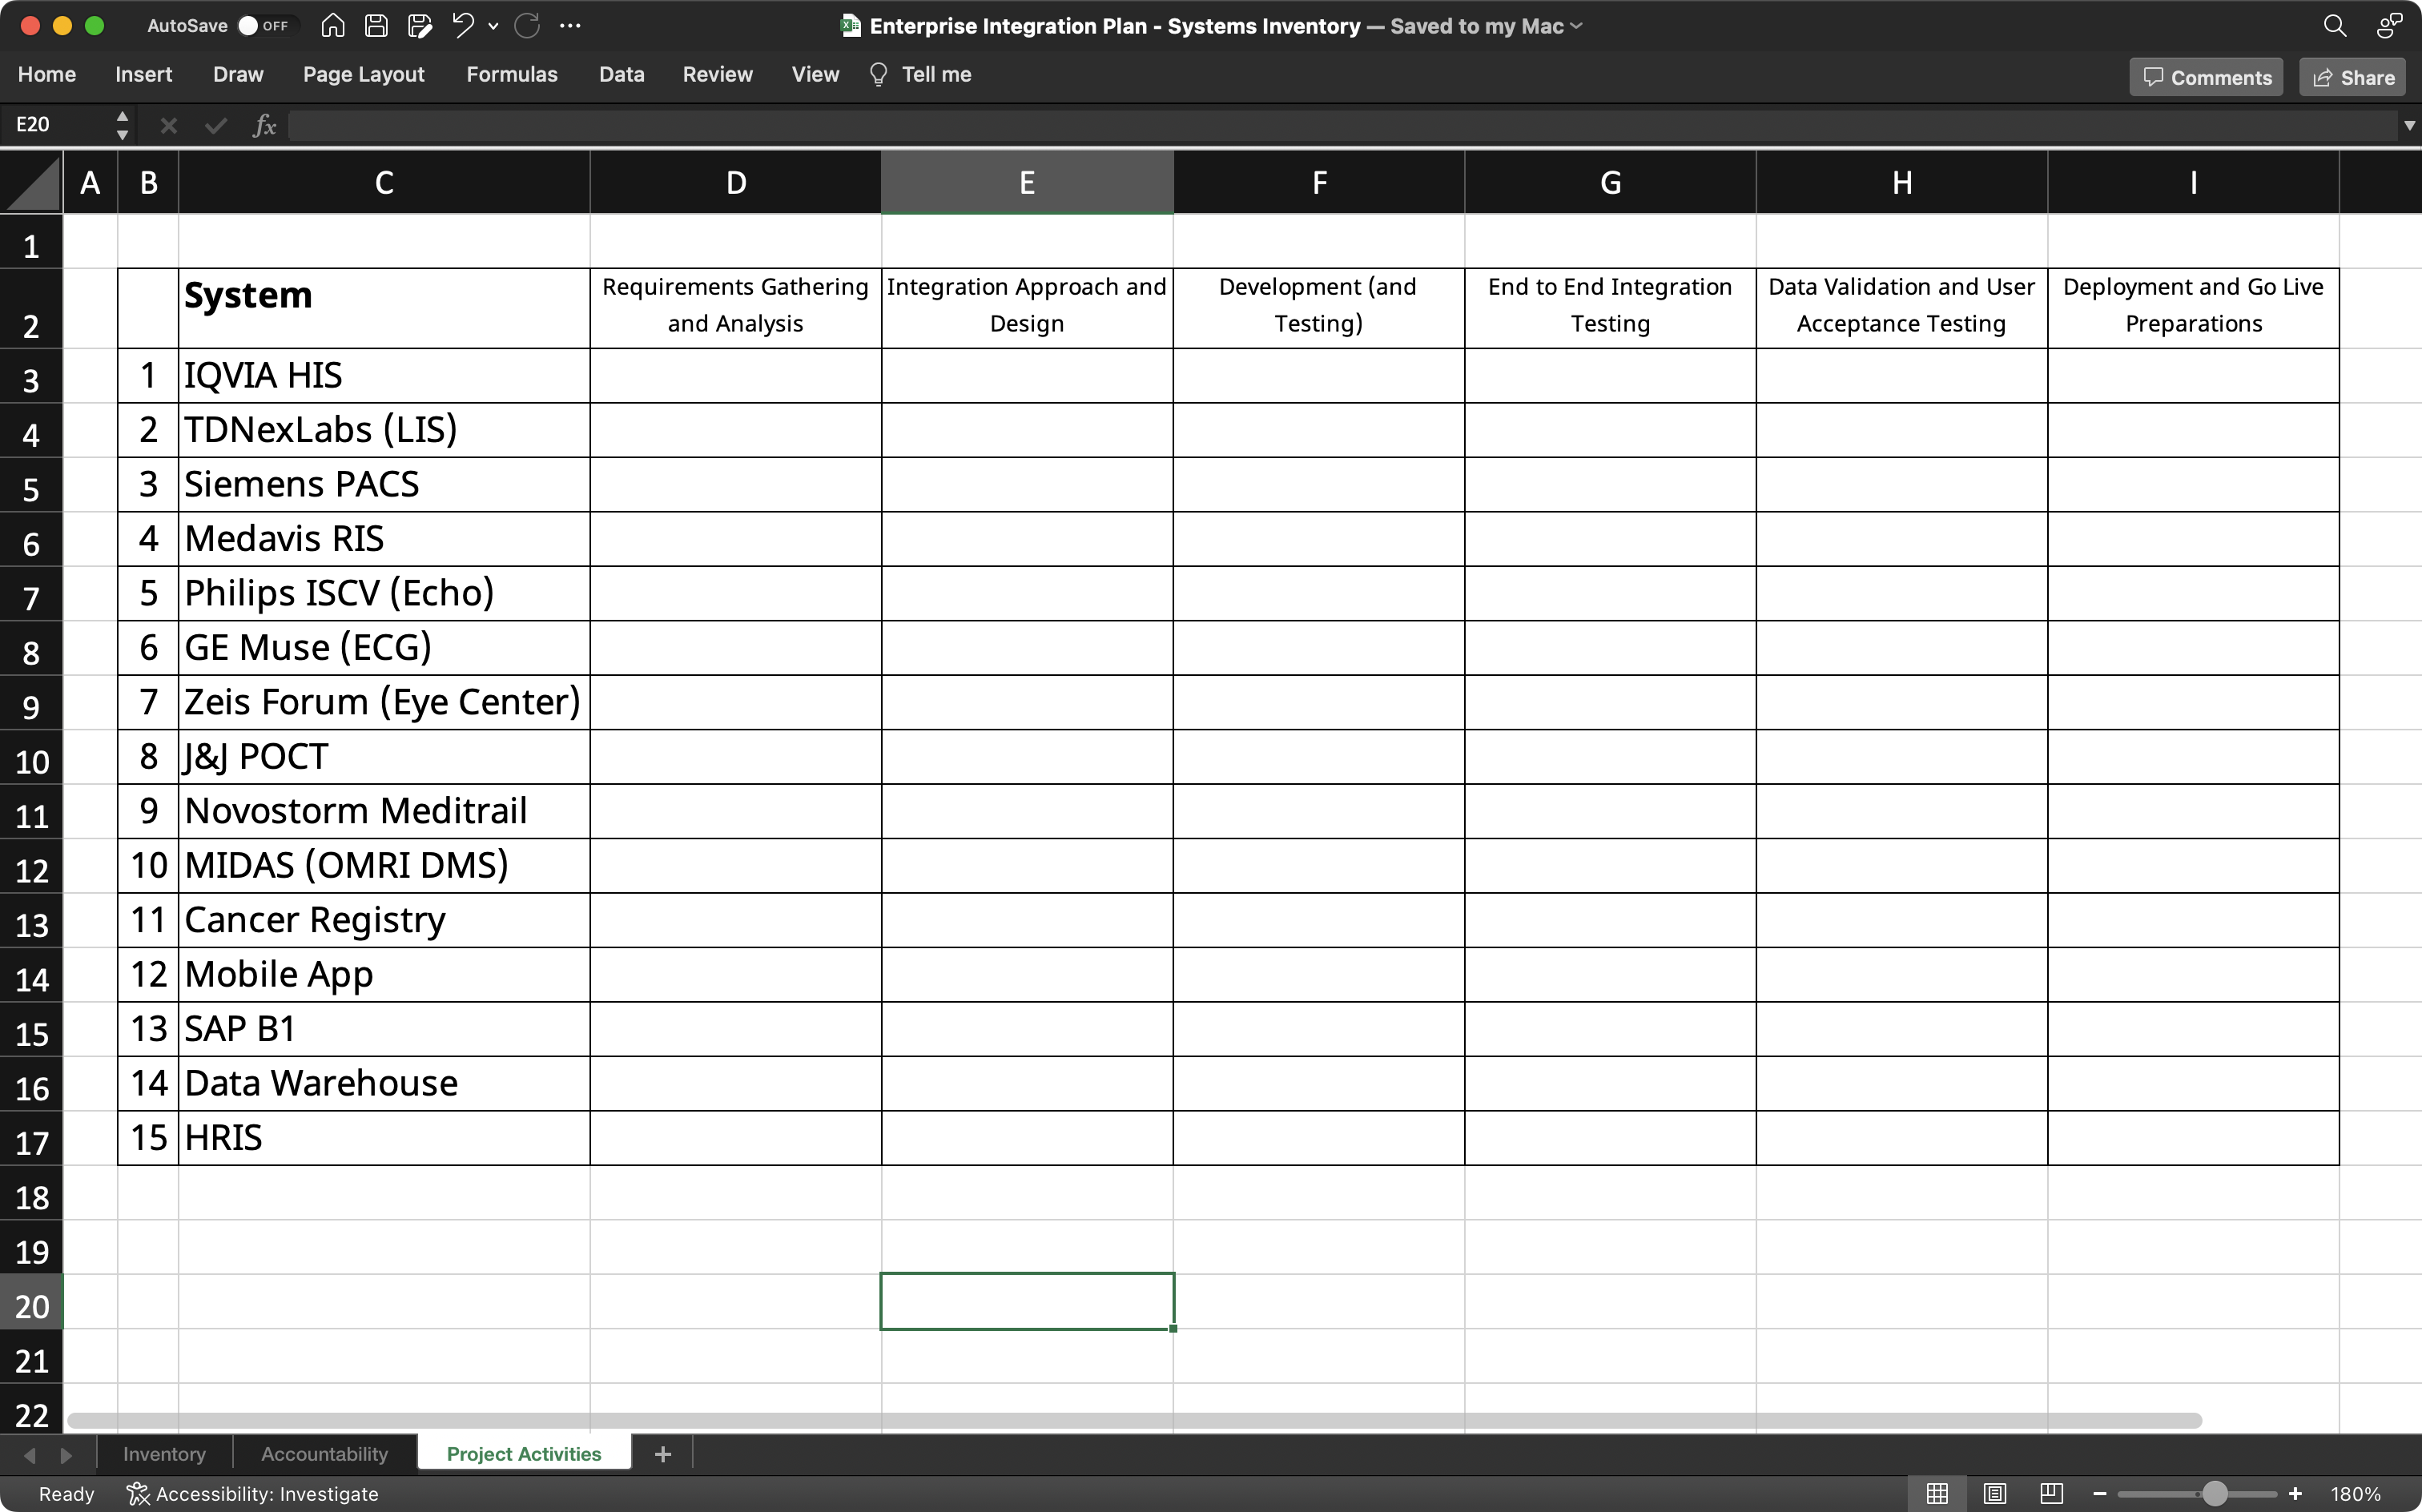 AutoSave OFF
Enterprise Integration Plan - Systems Inventory — Saved to my Mac
Home Insert Draw Page Layout Formulas Data Review View Tell me Comments Share
E20 fx
A B C D E F G H I
1
2 System Requirements Gathering and Analysis Integration Approach and Design Development (and Testing) End to End Integration Testing Data Validation and User Acceptance Testing Deployment and Go Live Preparations
3 1 IQVIA HIS
4 2 TDNexLabs (LIS)
5 3 Siemens PACS
6 4 Medavis RIS
7 5 Philips ISCV (Echo)
8 6 GE Muse (ECG)
9 7 Zeis Forum (Eye Center)
10 8 J&J POCT
11 9 Novostorm Meditrail
12 10 MIDAS (OMRI DMS)
13 11 Cancer Registry
14 12 Mobile App
15 13 SAP B1
16 14 Data Warehouse
17 15 HRIS
18
19
20
21
22
Inventory Accountability Project Activities +
Ready Accessibility: Investigate 180%